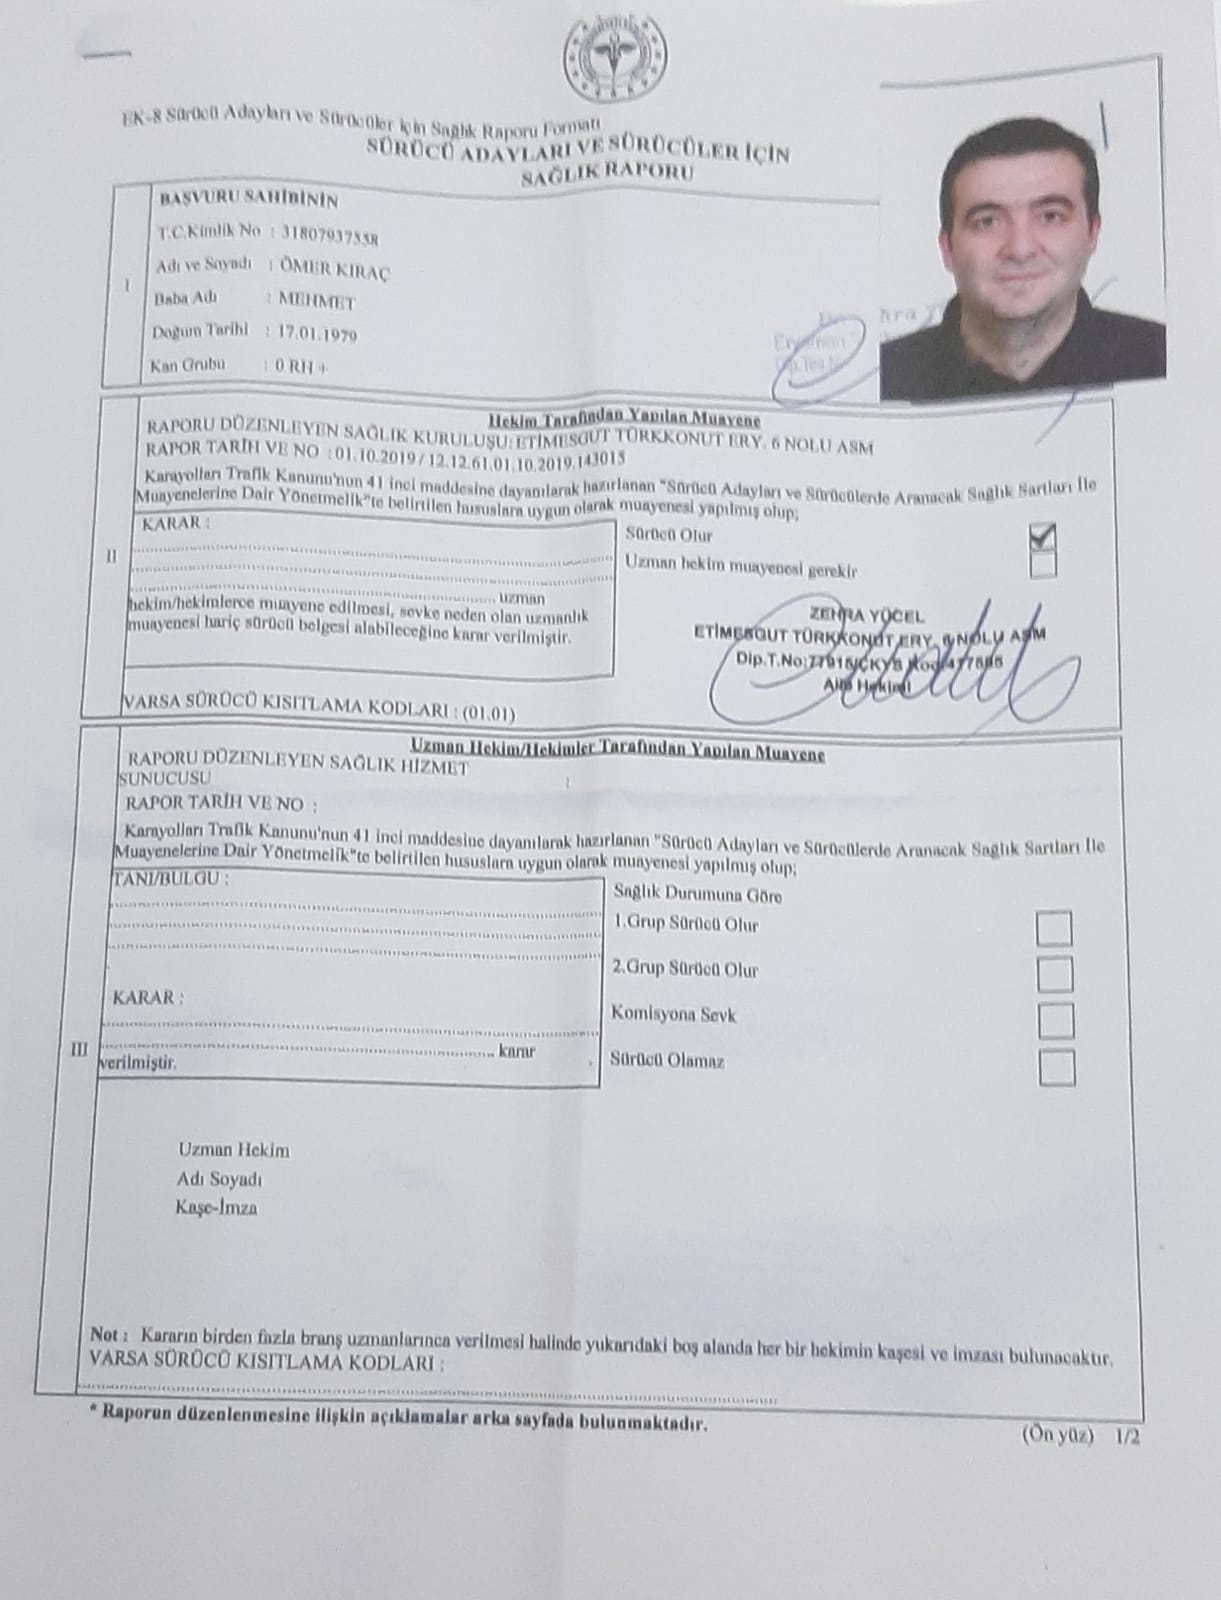 EK-8 Sürücü Adayları ve Sürücüler için Sağlık Raporu Formatı
SÜRÜCÜ ADAYLARI VE SÜRÜCÜLER İÇİN
SAĞLIK RAPORU
I
BAŞVURU SAHİBİNİN
T.C.Kimlik No : 31807937558
Adı ve Soyadı : ÖMER KIRAÇ
Baba Adı : MEHMET
Doğum Tarihi : 17.01.1979
Kan Grubu : 0 RH +
II
Hekim Tarafından Yapılan Muayene
RAPORU DÜZENLEYEN SAĞLIK KURULUŞU: ETİMESGUT TÜRKKONUT ERY. 6 NOLU ASM
RAPOR TARİH VE NO : 01.10.2019 / 12.12.61.01.10.2019.143015
Karayolları Trafik Kanunu'nun 41 inci maddesine dayanılarak hazırlanan "Sürücü Adayları ve Sürücülerde Aranacak Sağlık Sartları İle
Muayenelerine Dair Yönetmelik"te belirtilen hususlara uygun olarak muayenesi yapılmış olup;
KARAR :
uzman
hekim/hekimlerce muayene edilmesi, sevke neden olan uzmanlık
muayenesi hariç sürücü belgesi alabileceğine karar verilmiştir.
Sürücü Olur
Uzman hekim muayenesi gerekir
ZEHRA YÜCEL
ETİMESGUT TÜRKKONUT ERY. 6 NOLU ASM
Dip.T.No:77915/ÇKYS Kod:
Aile Hekimi
VARSA SÜRÜCÜ KISITLAMA KODLARI : (01.01)
III
Uzman Hekim/Hekimler Tarafından Yapılan Muayene
RAPORU DÜZENLEYEN SAĞLIK HİZMET
SUNUCUSU :
RAPOR TARİH VE NO :
Karayolları Trafik Kanunu'nun 41 inci maddesine dayanılarak hazırlanan "Sürücü Adayları ve Sürücülerde Aranacak Sağlık Sartları İle
Muayenelerine Dair Yönetmelik"te belirtilen hususlara uygun olarak muayenesi yapılmış olup;
TANI/BULGU :
KARAR :
karar
verilmiştir.
Sağlık Durumuna Göre
1.Grup Sürücü Olur
2.Grup Sürücü Olur
Komisyona Sevk
Sürücü Olamaz
Uzman Hekim
Adı Soyadı
Kaşe-İmza
Not : Kararın birden fazla branş uzmanlarınca verilmesi halinde yukarıdaki boş alanda her bir hekimin kaşesi ve imzası bulunacaktır.
VARSA SÜRÜCÜ KISITLAMA KODLARI :
* Raporun düzenlenmesine ilişkin açıklamalar arka sayfada bulunmaktadır.
(Ön yüz) 1/2